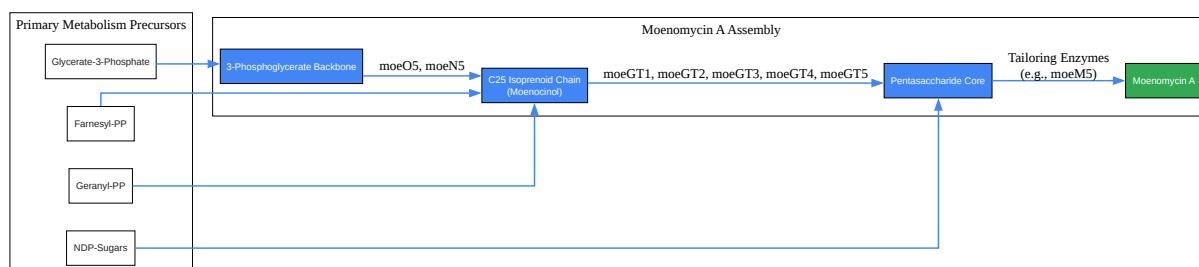 Primary Metabolism Precursors
Glycerate-3-Phosphate
Farnesyl-PP
Geranyl-PP
NDP-Sugars
Moenomycin A Assembly
3-Phosphoglycerate Backbone
moeO5, moeN5
C25 Isoprenoid Chain
(Moenocinol)
moeGT1, moeGT2, moeGT3, moeGT4, moeGT5
Pentasaccharide Core
Tailoring Enzymes
(e.g., moeM5)
Moenomycin A